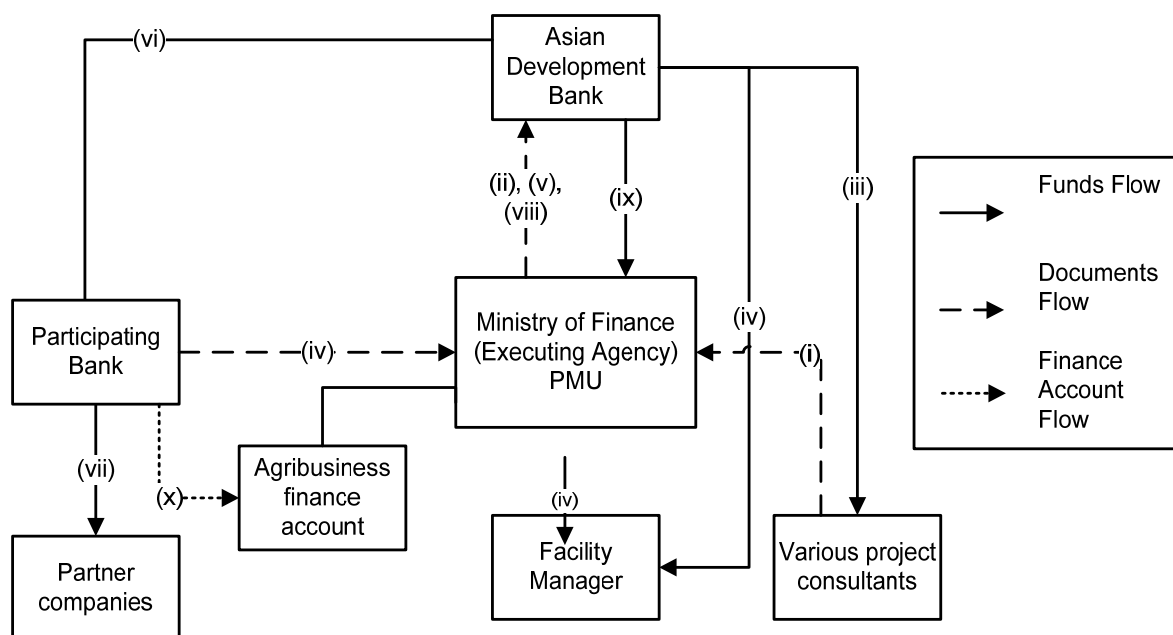 (vi)
Asian
Development
Bank
(ii), (v),
(viii)
(ix)
(iii)
Funds Flow
Documents
Flow
Finance
Account
Flow
Participating
Bank
(iv)
Ministry of Finance
(Executing Agency)
PMU
(iv)
(i)
(vii)
(x)
Agribusiness
finance
account
(iv)
Partner
companies
Facility
Manager
Various project
consultants